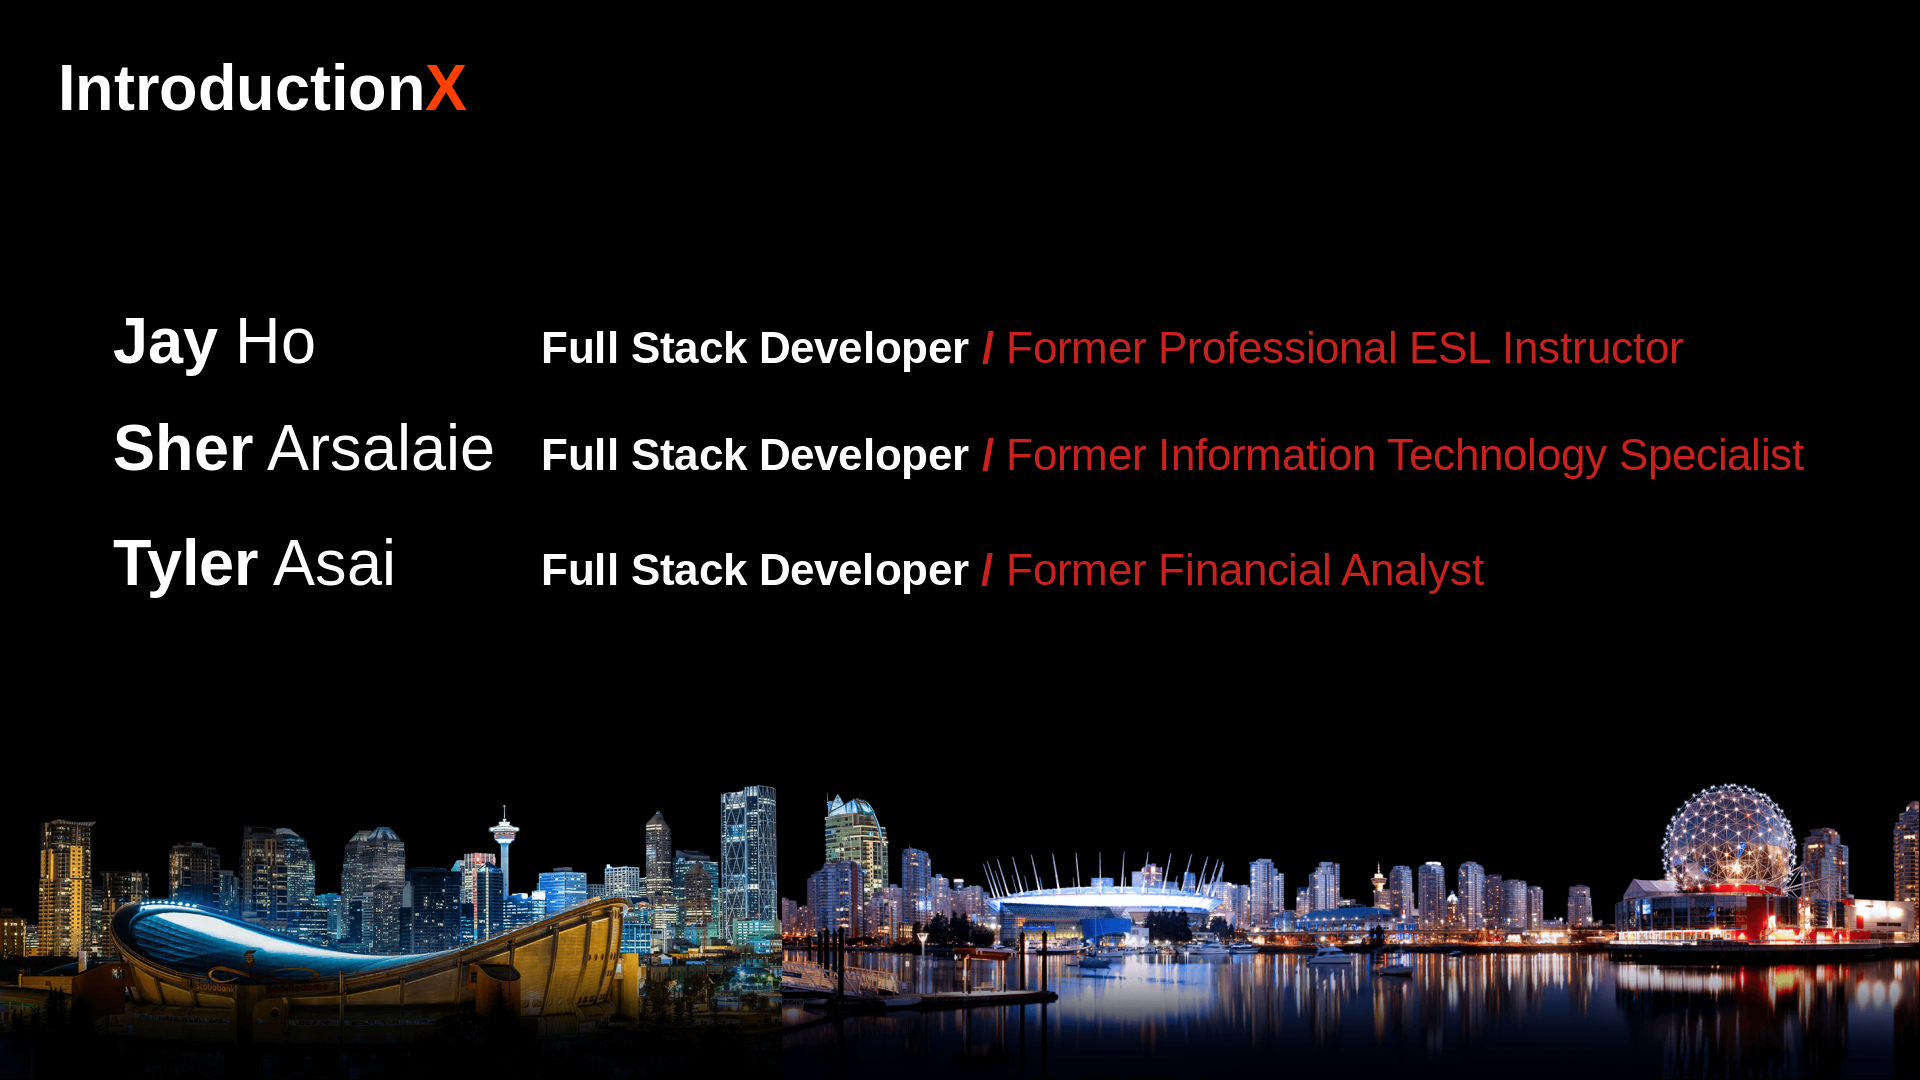 IntroductionX
Jay Ho Full Stack Developer / Former Professional ESL Instructor
Sher Arsalaie Full Stack Developer / Former Information Technology Specialist
Tyler Asai Full Stack Developer / Former Financial Analyst
Scotiabank